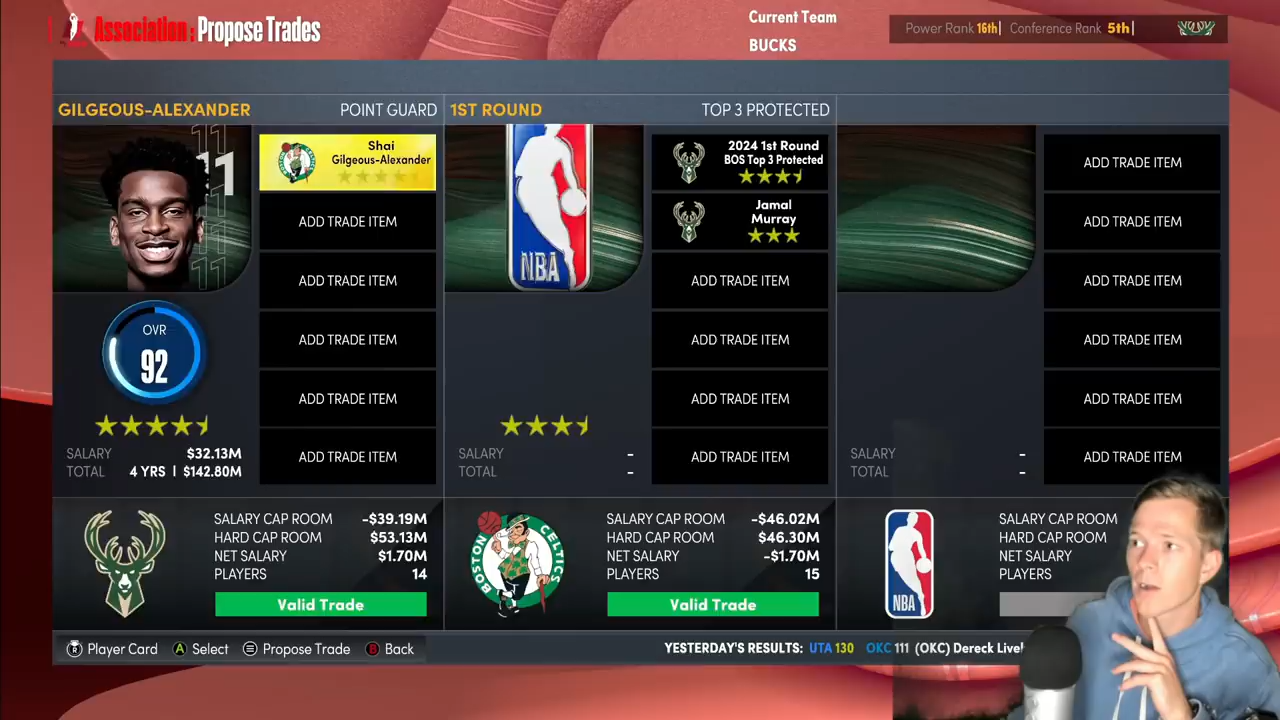 Association : Propose Trades
Current Team
BUCKS
Power Rank 16th| Conference Rank 5th|
GILGEOUS-ALEXANDER
POINT GUARD
11
Shai
Gilgeous-Alexander
ADD TRADE ITEM
ADD TRADE ITEM
ADD TRADE ITEM
ADD TRADE ITEM
ADD TRADE ITEM
OVR
92
SALARY $32.13M
TOTAL 4 YRS | $142.80M
1ST ROUND
TOP 3 PROTECTED
NBA
2024 1st Round
BOS Top 3 Protected
Jamal
Murray
ADD TRADE ITEM
ADD TRADE ITEM
ADD TRADE ITEM
ADD TRADE ITEM
SALARY -
TOTAL -
ADD TRADE ITEM
ADD TRADE ITEM
ADD TRADE ITEM
ADD TRADE ITEM
ADD TRADE ITEM
ADD TRADE ITEM
SALARY -
TOTAL -
SALARY CAP ROOM -$39.19M
HARD CAP ROOM $53.13M
NET SALARY $1.70M
PLAYERS 14
Valid Trade
BOSTON
CELTICS
SALARY CAP ROOM -$46.02M
HARD CAP ROOM $46.30M
NET SALARY -$1.70M
PLAYERS 15
Valid Trade
NBA
SALARY CAP ROOM
HARD CAP ROOM
NET SALARY
PLAYERS
Player Card A Select Propose Trade B Back
YESTERDAY'S RESULTS: UTA 130 OKC 111 (OKC) Dereck Livel